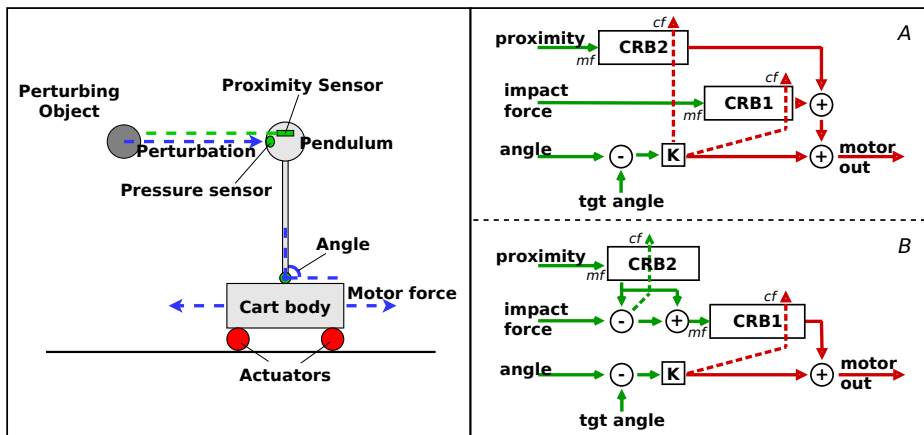 Proximity Sensor
Perturbing
Object
Perturbation
Pendulum
Pressure sensor
Angle
Motor force
Cart body
Actuators
A
proximity
mf
CRB2
cf
impact
force
mf
CRB1
cf
+
angle
-
K
+
motor
out
tgt angle
B
proximity
mf
CRB2
cf
impact
force
-
+
mf
CRB1
cf
angle
-
K
+
motor
out
tgt angle